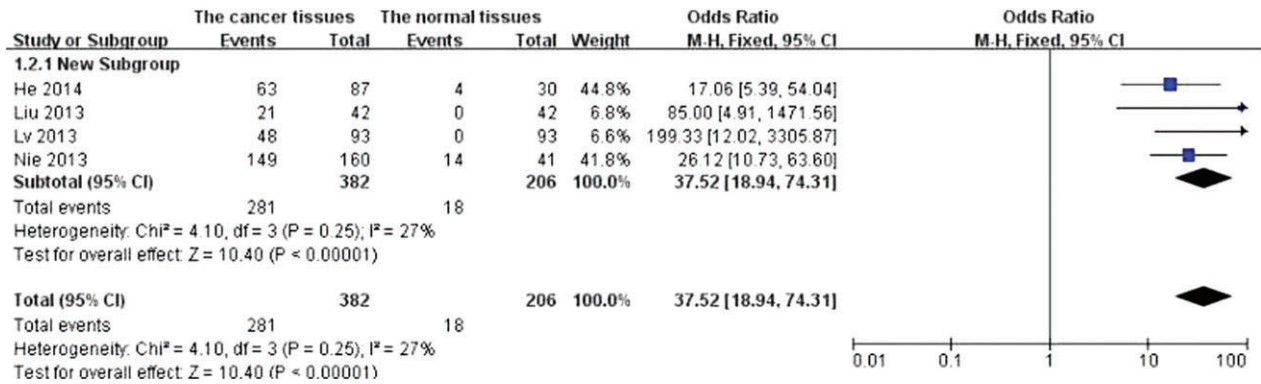 The cancer tissues The normal tissues Odds Ratio Odds Ratio
Study or Subgroup Events Total Events Total Weight M-H, Fixed, 95% CI M-H, Fixed, 95% CI
1.2.1 New Subgroup
He 2014 63 87 4 30 44.8% 17.06 [5.39, 54.04]
Liu 2013 21 42 0 42 6.8% 85.00 [4.91, 1471.56]
Lv 2013 48 93 0 93 6.6% 199.33 [12.02, 3305.87]
Nie 2013 149 160 14 41 41.8% 26.12 [10.73, 63.60]
Subtotal (95% CI) 382 206 100.0% 37.52 [18.94, 74.31]
Total events 281 18
Heterogeneity: Chi² = 4.10, df = 3 (P = 0.25); I² = 27%
Test for overall effect: Z = 10.40 (P < 0.00001)
Total (95% CI) 382 206 100.0% 37.52 [18.94, 74.31]
Total events 281 18
Heterogeneity: Chi² = 4.10, df = 3 (P = 0.25); I² = 27%
Test for overall effect: Z = 10.40 (P < 0.00001)
0.01 0.1 1 10 100